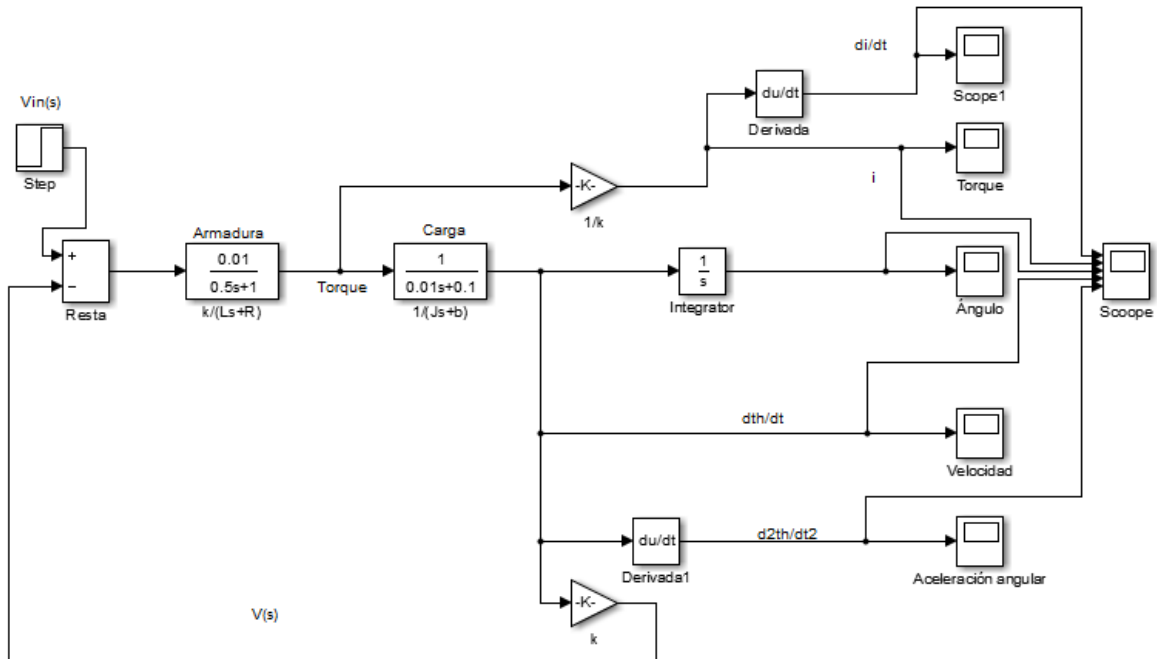 di/dt
Vin(s)
Step
du/dt
Derivada
Scope1
Torque
i
-K-
1/k
Armadura
0.01
0.5s+1
k/(Ls+R)
Carga
1
0.01s+0.1
1/(Js+b)
+
−
Resta
Torque
1
s
Integrator
Ángulo
Scoope
dth/dt
Velocidad
du/dt
Derivada1
d2th/dt2
Aceleración angular
V(s)
-K-
k